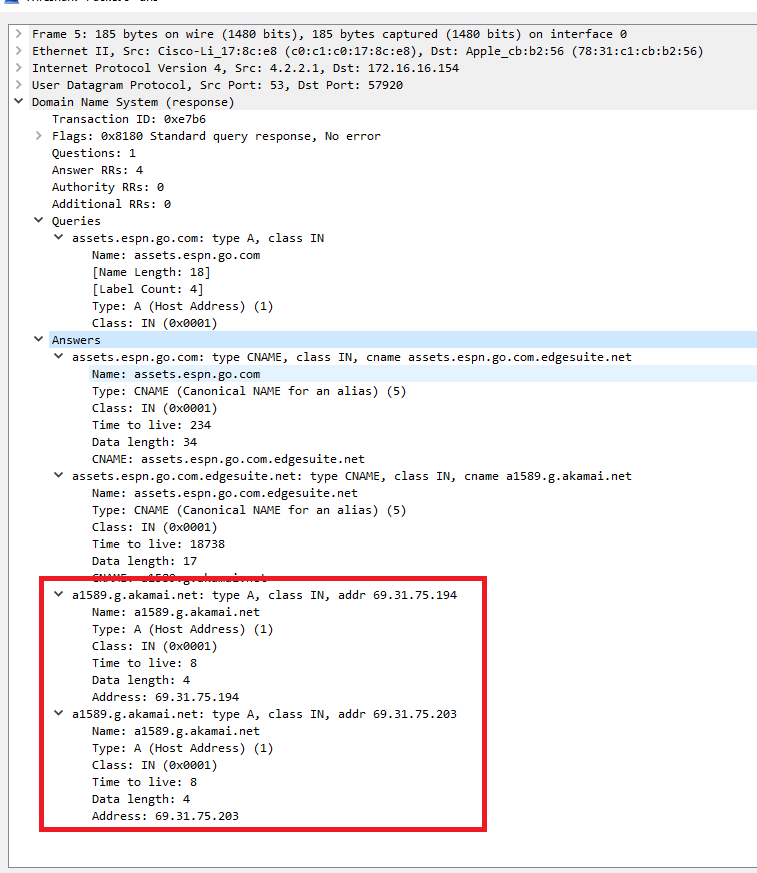 Frame 5: 185 bytes on wire (1480 bits), 185 bytes captured (1480 bits) on interface 0
Ethernet II, Src: Cisco-Li_17:8c:e8 (c0:c1:c0:17:8c:e8), Dst: Apple_cb:b2:56 (78:31:c1:cb:b2:56)
Internet Protocol Version 4, Src: 4.2.2.1, Dst: 172.16.16.154
User Datagram Protocol, Src Port: 53, Dst Port: 57920
Domain Name System (response)
Transaction ID: 0xe7b6
Flags: 0x8180 Standard query response, No error
Questions: 1
Answer RRs: 4
Authority RRs: 0
Additional RRs: 0
Queries
assets.espn.go.com: type A, class IN
Name: assets.espn.go.com
[Name Length: 18]
[Label Count: 4]
Type: A (Host Address) (1)
Class: IN (0x0001)
Answers
assets.espn.go.com: type CNAME, class IN, cname assets.espn.go.com.edgesuite.net
Name: assets.espn.go.com
Type: CNAME (Canonical NAME for an alias) (5)
Class: IN (0x0001)
Time to live: 234
Data length: 34
CNAME: assets.espn.go.com.edgesuite.net
assets.espn.go.com.edgesuite.net: type CNAME, class IN, cname a1589.g.akamai.net
Name: assets.espn.go.com.edgesuite.net
Type: CNAME (Canonical NAME for an alias) (5)
Class: IN (0x0001)
Time to live: 18738
Data length: 17
CNAME: a1589.g.akamai.net
a1589.g.akamai.net: type A, class IN, addr 69.31.75.194
Name: a1589.g.akamai.net
Type: A (Host Address) (1)
Class: IN (0x0001)
Time to live: 8
Data length: 4
Address: 69.31.75.194
a1589.g.akamai.net: type A, class IN, addr 69.31.75.203
Name: a1589.g.akamai.net
Type: A (Host Address) (1)
Class: IN (0x0001)
Time to live: 8
Data length: 4
Address: 69.31.75.203